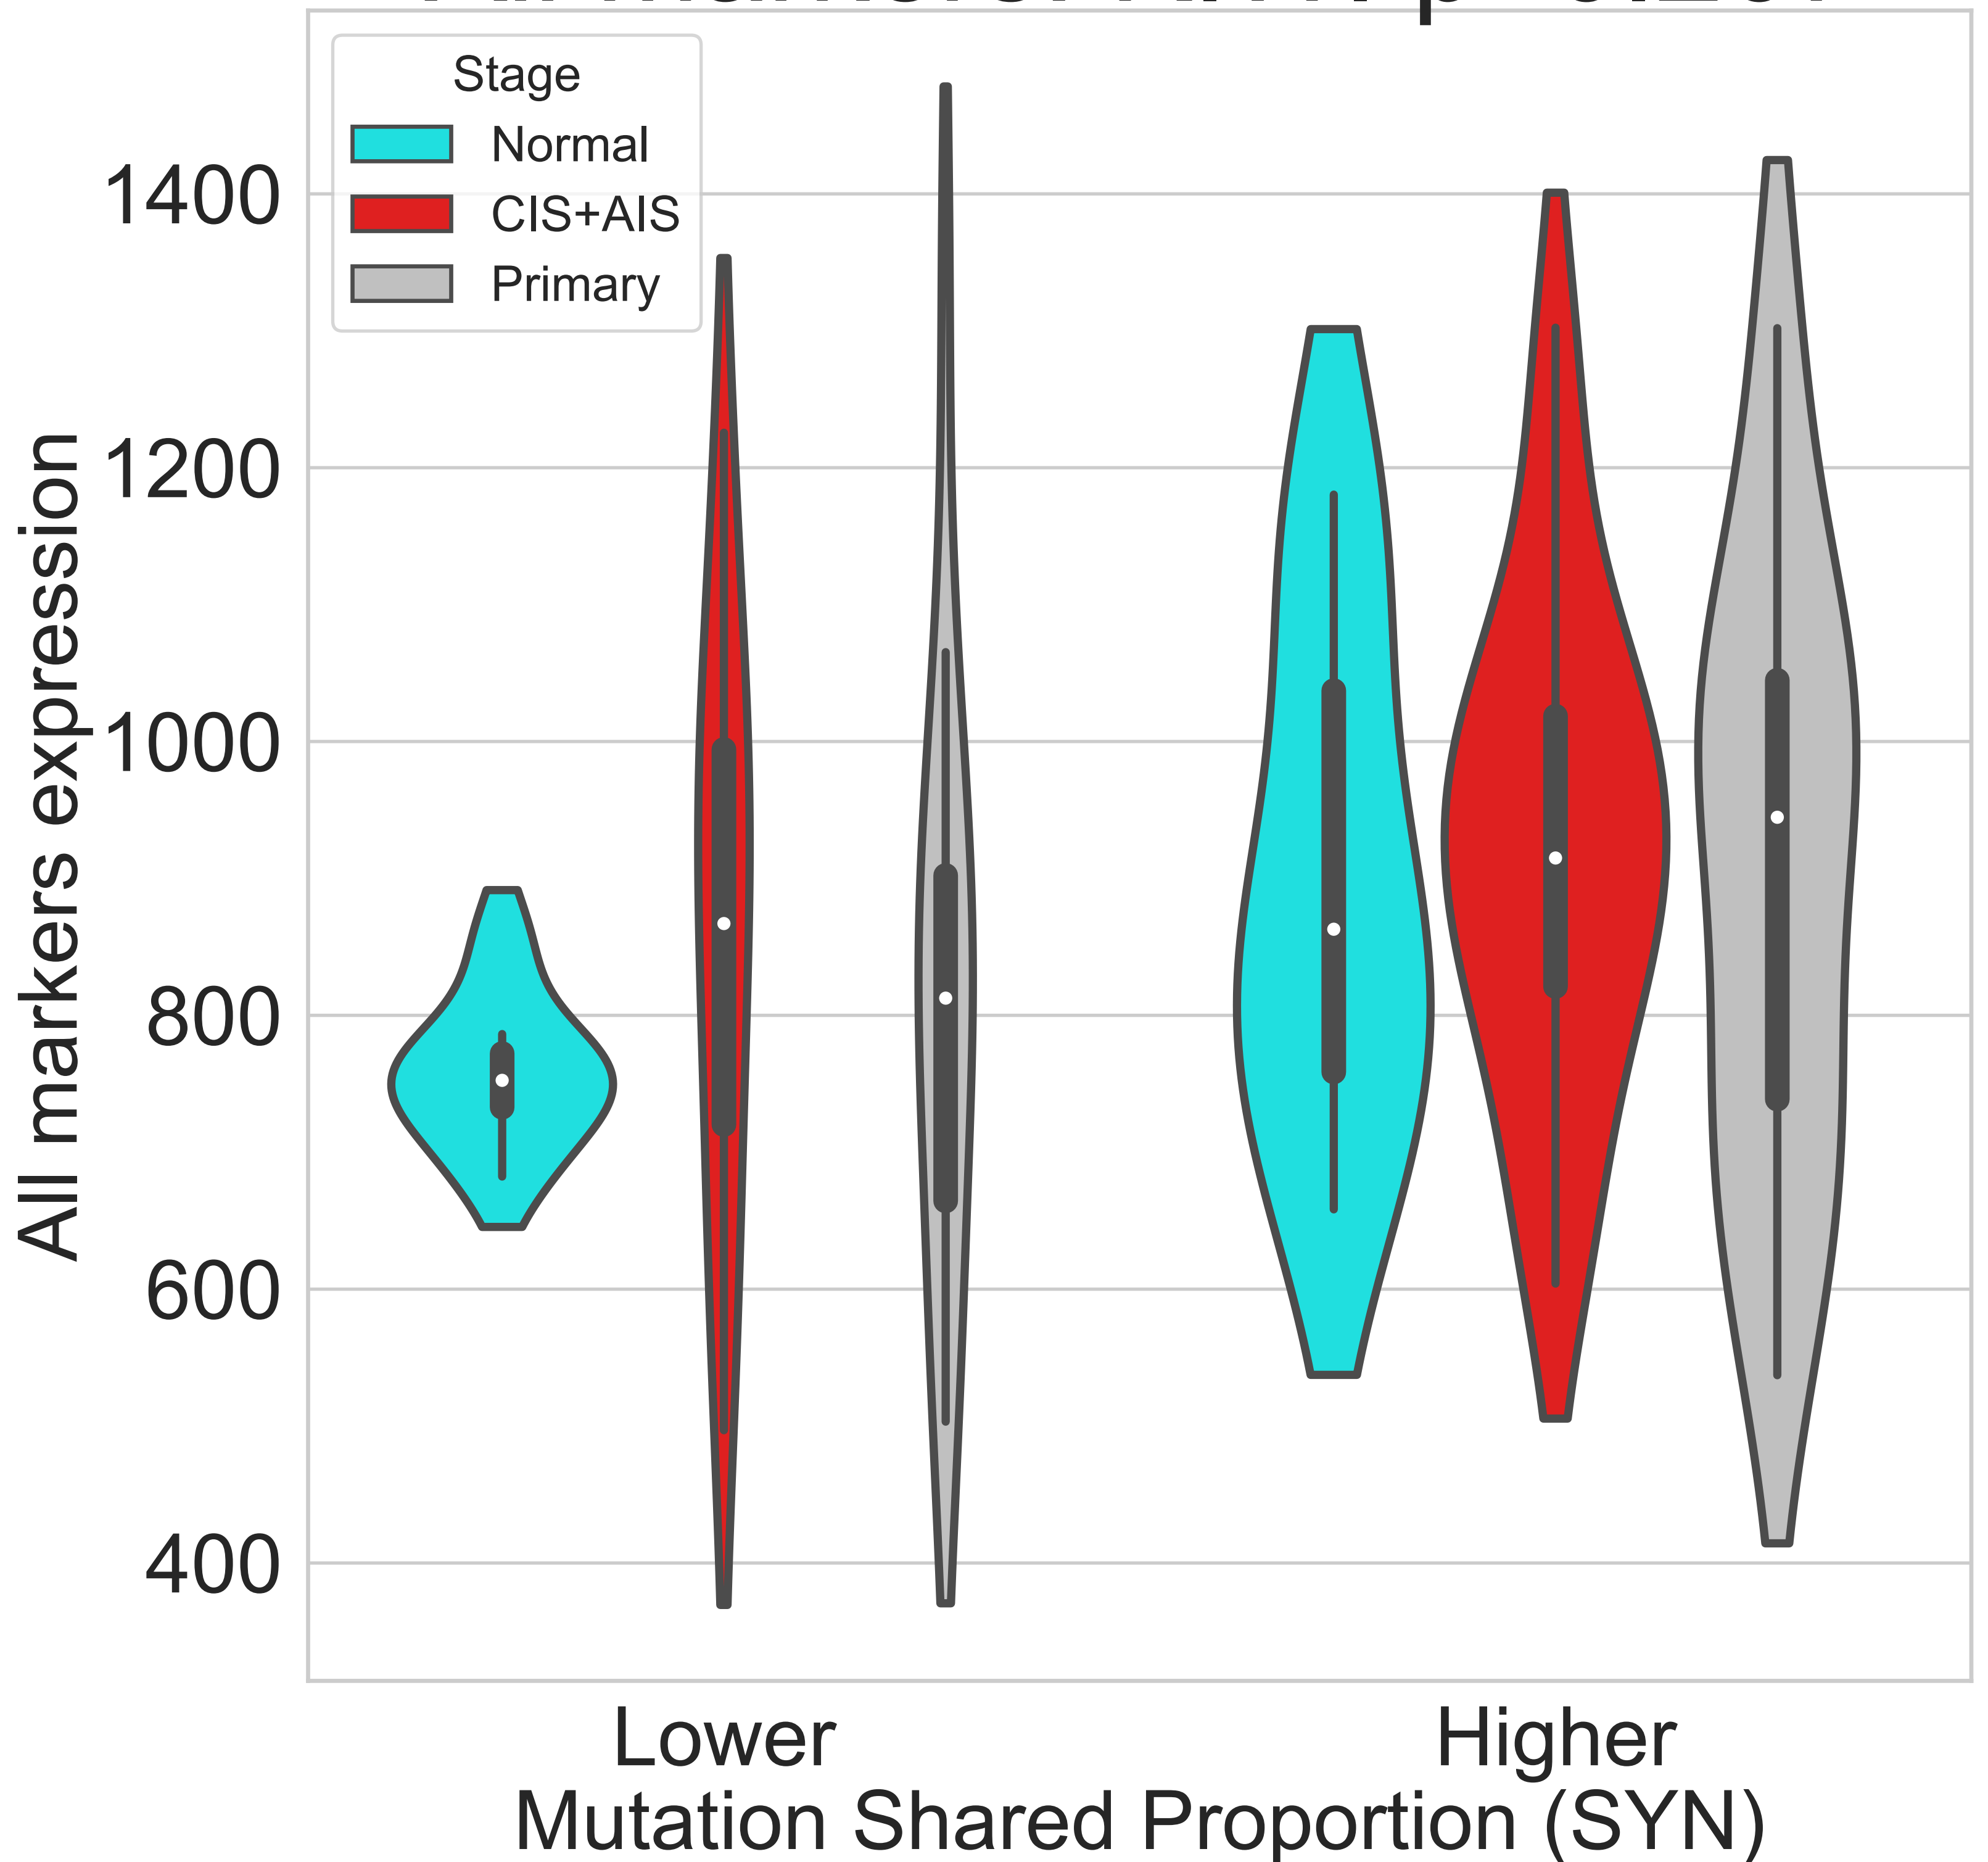 Stage
Normal
CIS+AIS
Primary
1400
1200
1000
800
600
400
All markers expression
Lower
Higher
Mutation Shared Proportion (SYN)